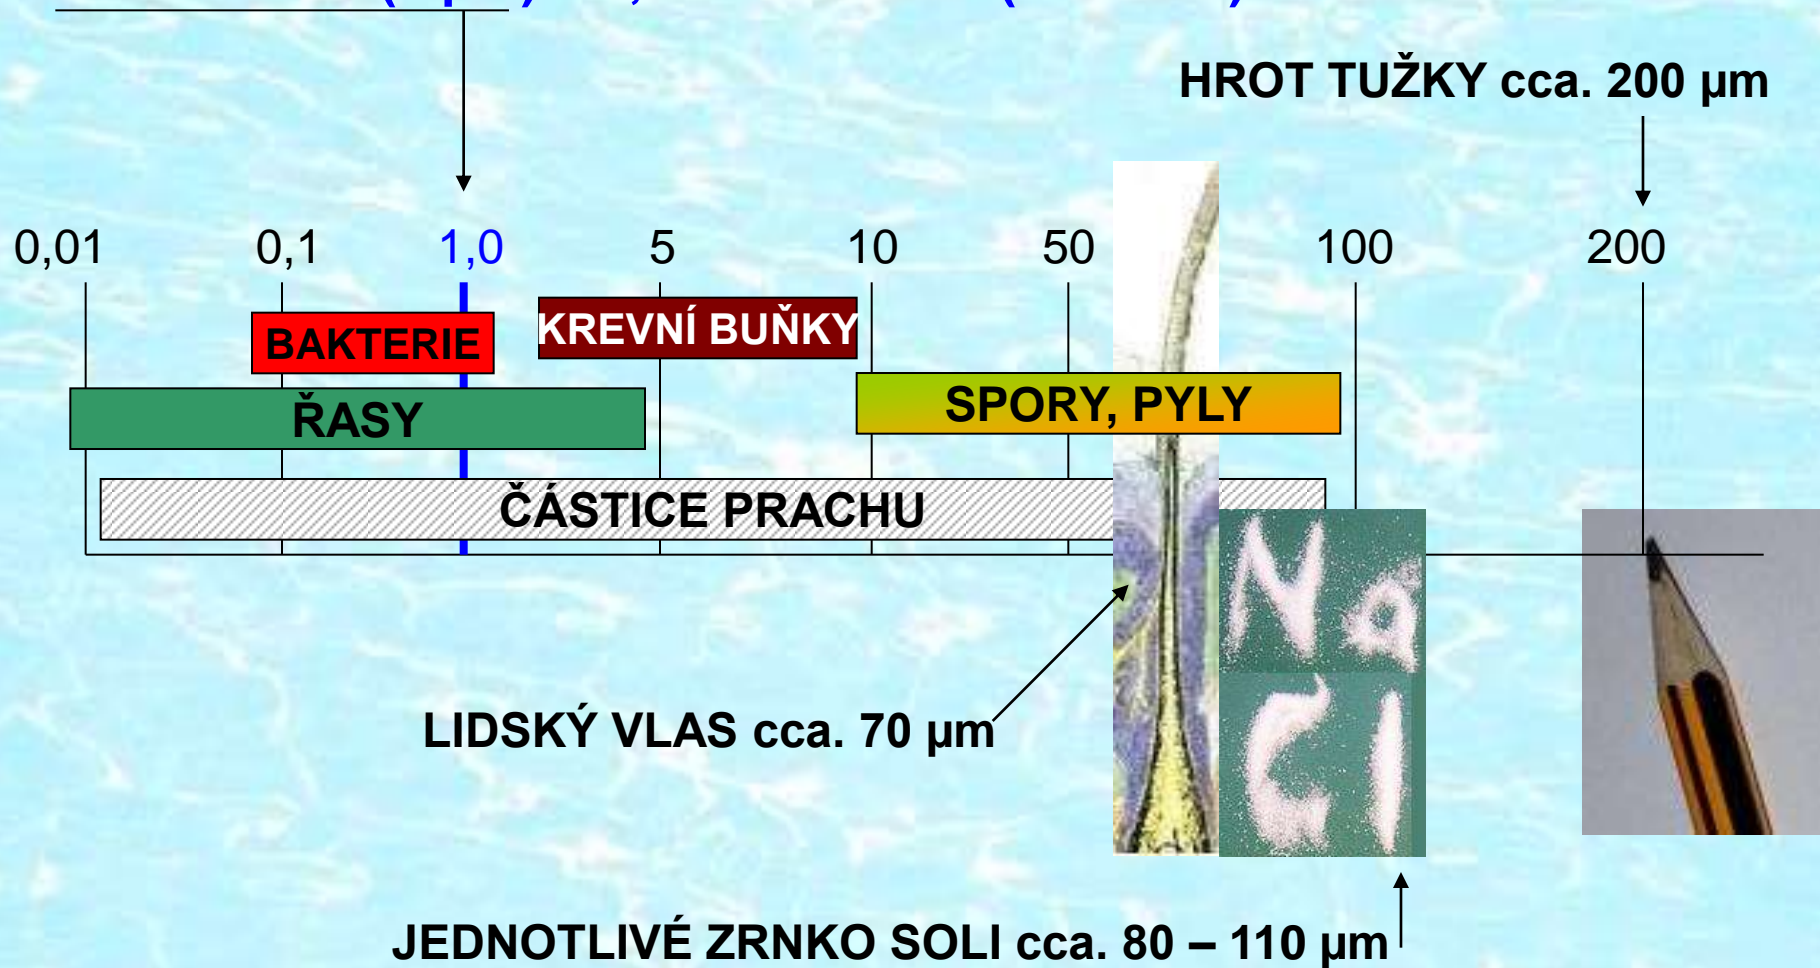 HROT TUŽKY cca. 200 µm
0,01 0,1 1,0 5 10 50 100 200
KREVNÍ BUŇKY
BAKTERIE
SPORY, PYLY
ŘASY
ČÁSTICE PRACHU
Na
Cl
LIDSKÝ VLAS cca. 70 µm
JEDNOTLIVÉ ZRNKO SOLI cca. 80 – 110 µm